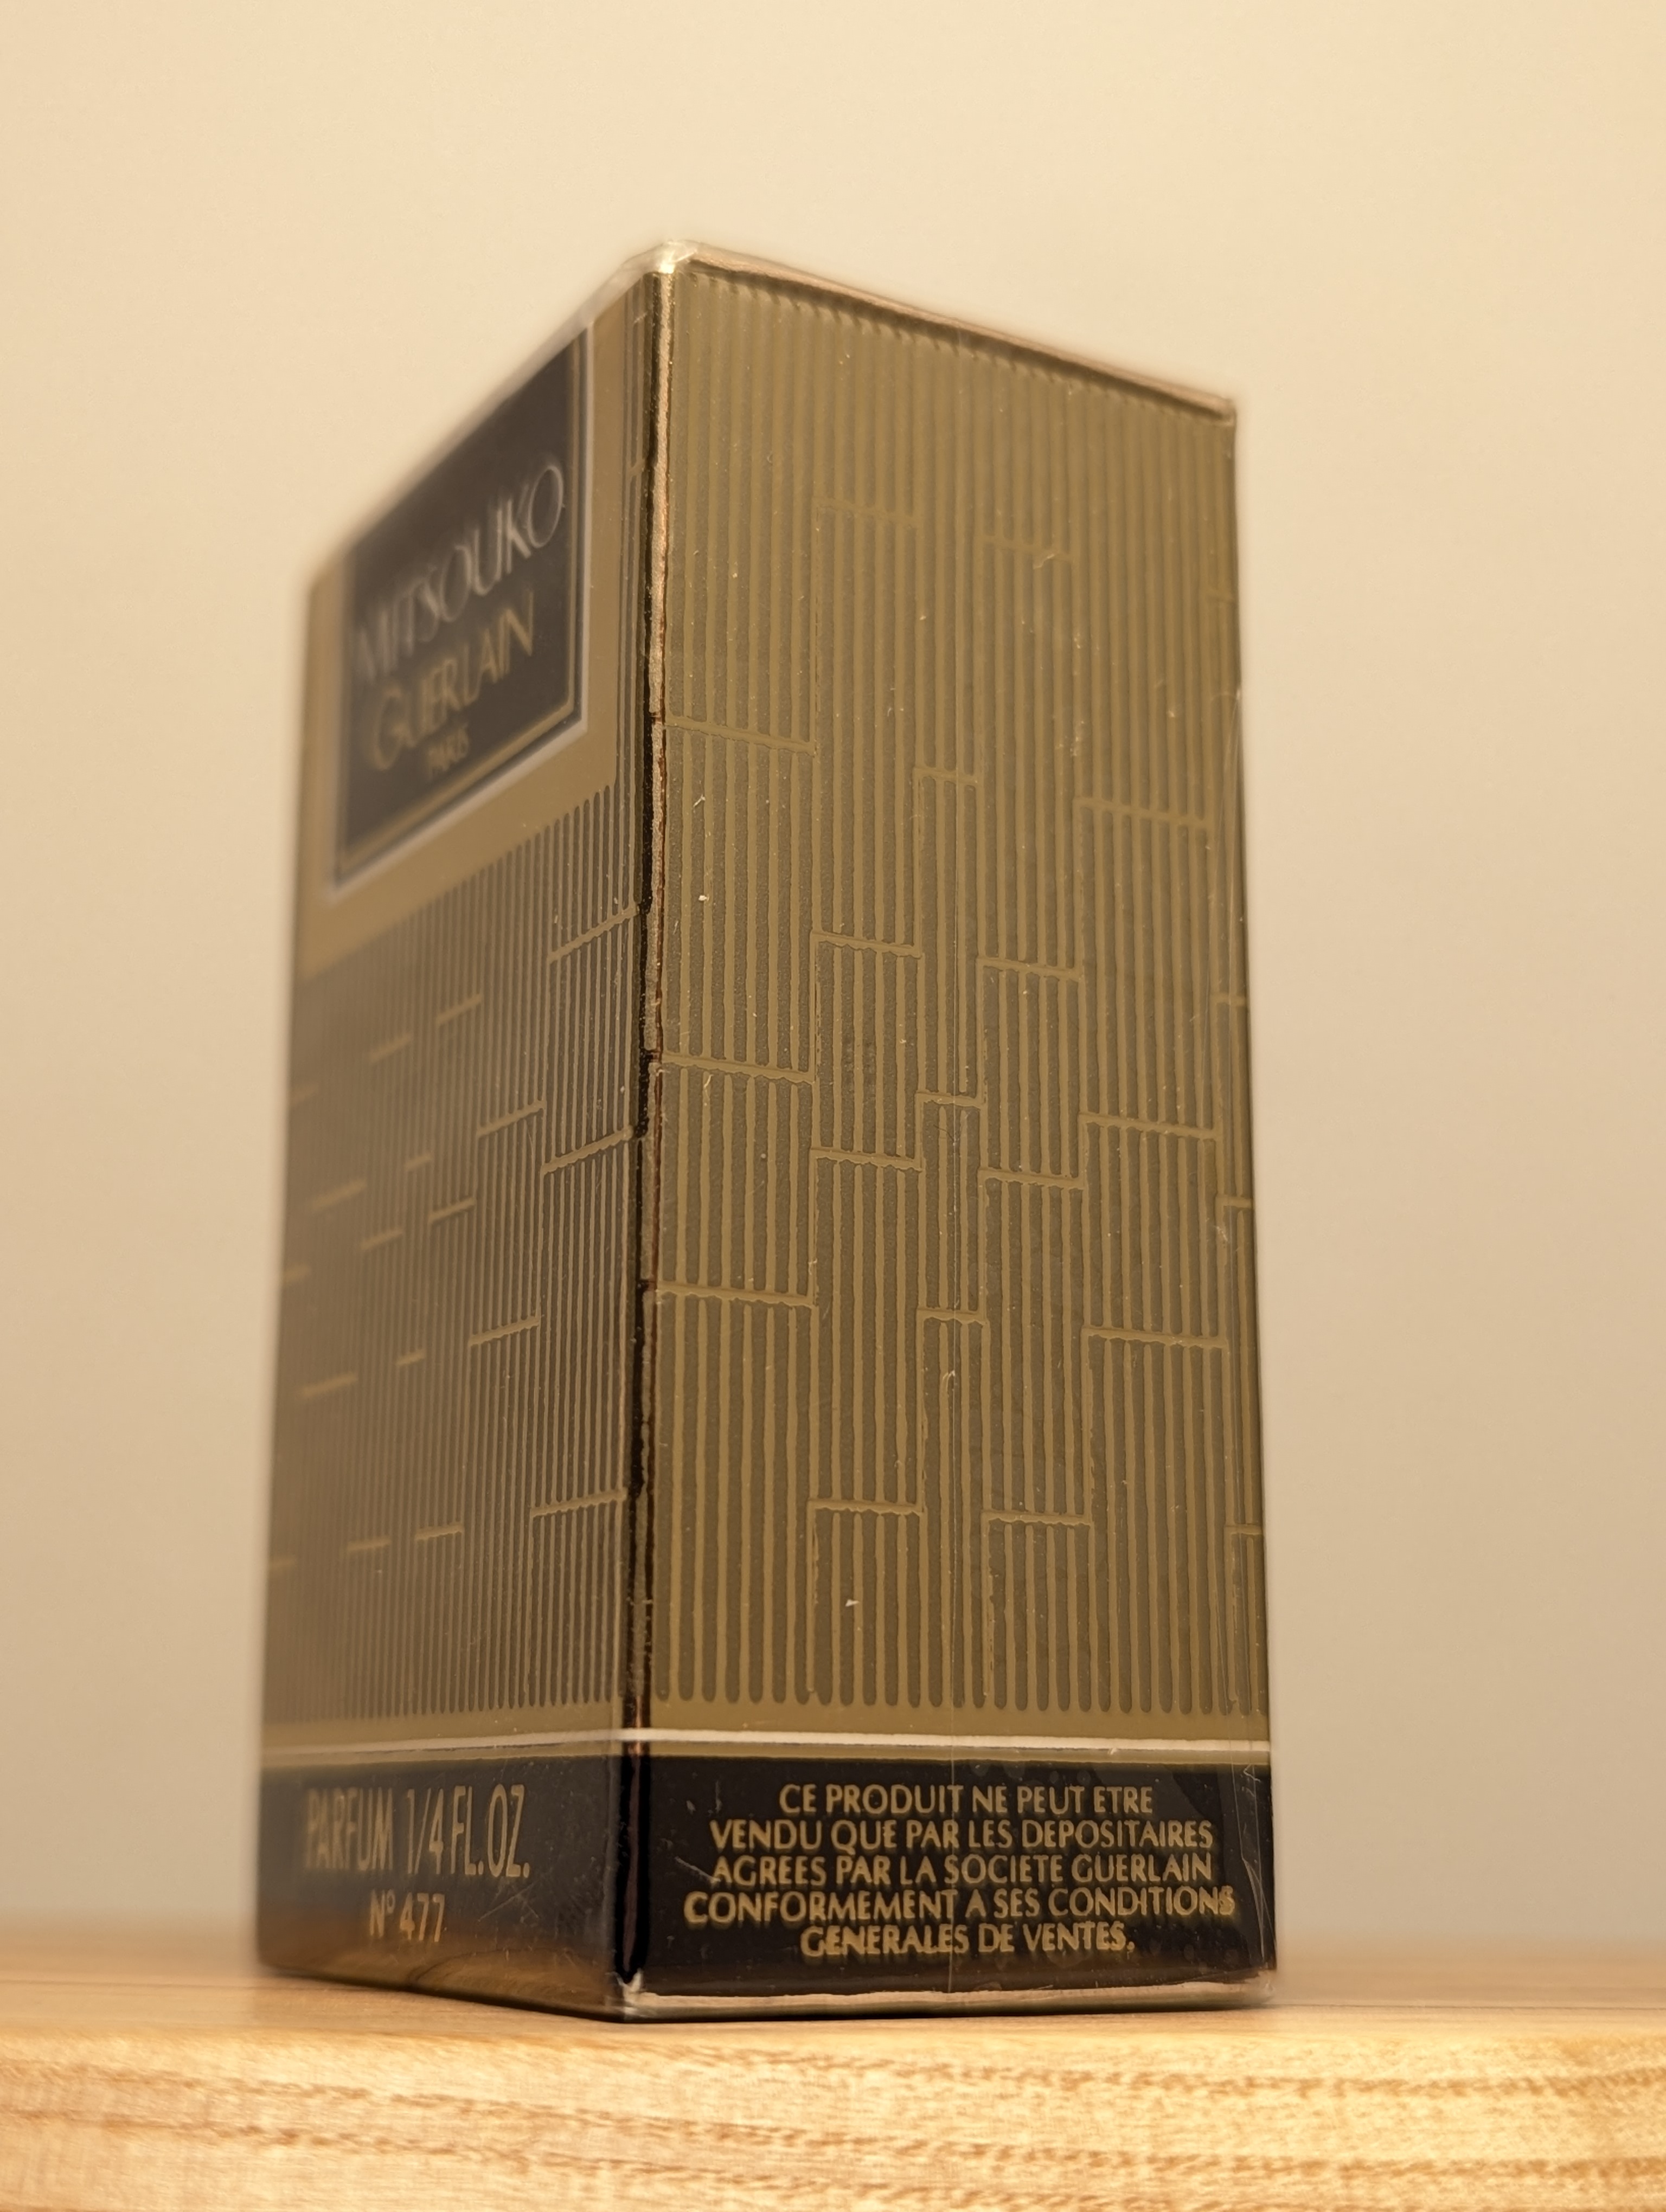 MITSOUKO
GUERLAIN
PARIS
PARFUM 1/4 FL.OZ.
N° 477
CE PRODUIT NE PEUT ETRE
VENDU QUE PAR LES DEPOSITAIRES
AGREES PAR LA SOCIETE GUERLAIN
CONFORMEMENT A SES CONDITIONS
GENERALES DE VENTES.